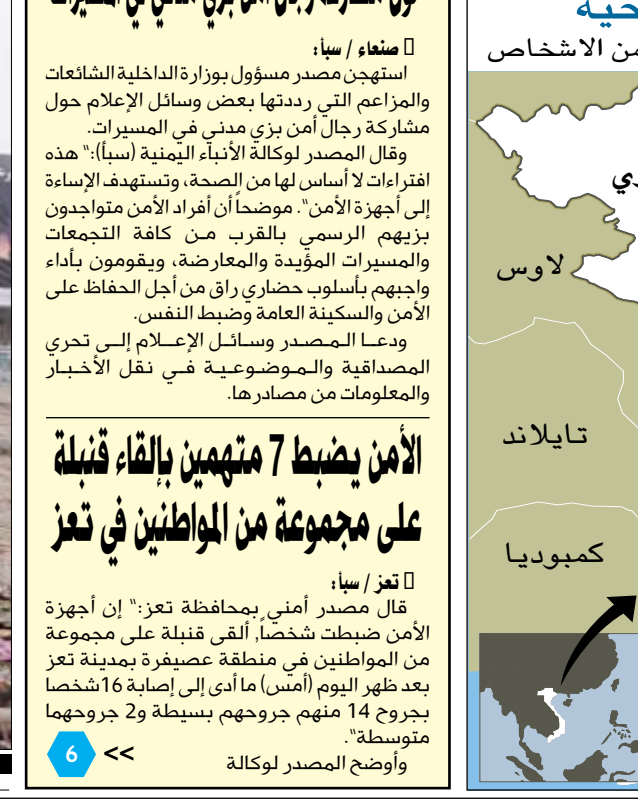 صنعاء / سبأ:
استهجن مصدر مسؤول بوزارة الداخلية الشائعات
والمزاعم التي رددتها بعض وسائل الإعلام حول
مشاركة رجال أمن بزي مدني في المسيرات.
وقال المصدر لوكالة الأنباء اليمنية (سبأ):" هذه
افتراءات لا أساس لها من الصحة، وتستهدف الإساءة
إلى أجهزة الأمن". موضحاً أن أفراد الأمن متواجدون
بزيهم الرسمي بالقرب من كافة التجمعات
والمسيرات المؤيدة والمعارضة، ويقومون بأداء
واجبهم بأسلوب حضاري راق من أجل الحفاظ على
الأمن والسكينة العامة وضبط النفس.
ودعا المصدر وسائل الإعلام إلى تحري
المصداقية والموضوعية في نقل الأخبار
والمعلومات من مصادرها.
الأمن يضبط 7 متهمين بإلقاء قنبلة
على مجموعة من المواطنين في تعز
تعز / سبأ:
قال مصدر أمني بمحافظة تعز:" إن أجهزة
الأمن ضبطت شخصاً, ألقى قنبلة على مجموعة
من المواطنين في منطقة عصيفرة بمدينة تعز
بعد ظهر اليوم (أمس) ما أدى إلى إصابة 16شخصا
بجروح 14 منهم جروحهم بسيطة و2 جروحهما
متوسطة".
وأوضح المصدر لوكالة
>> 6
من الاشخاص
لاوس
تايلاند
كمبوديا